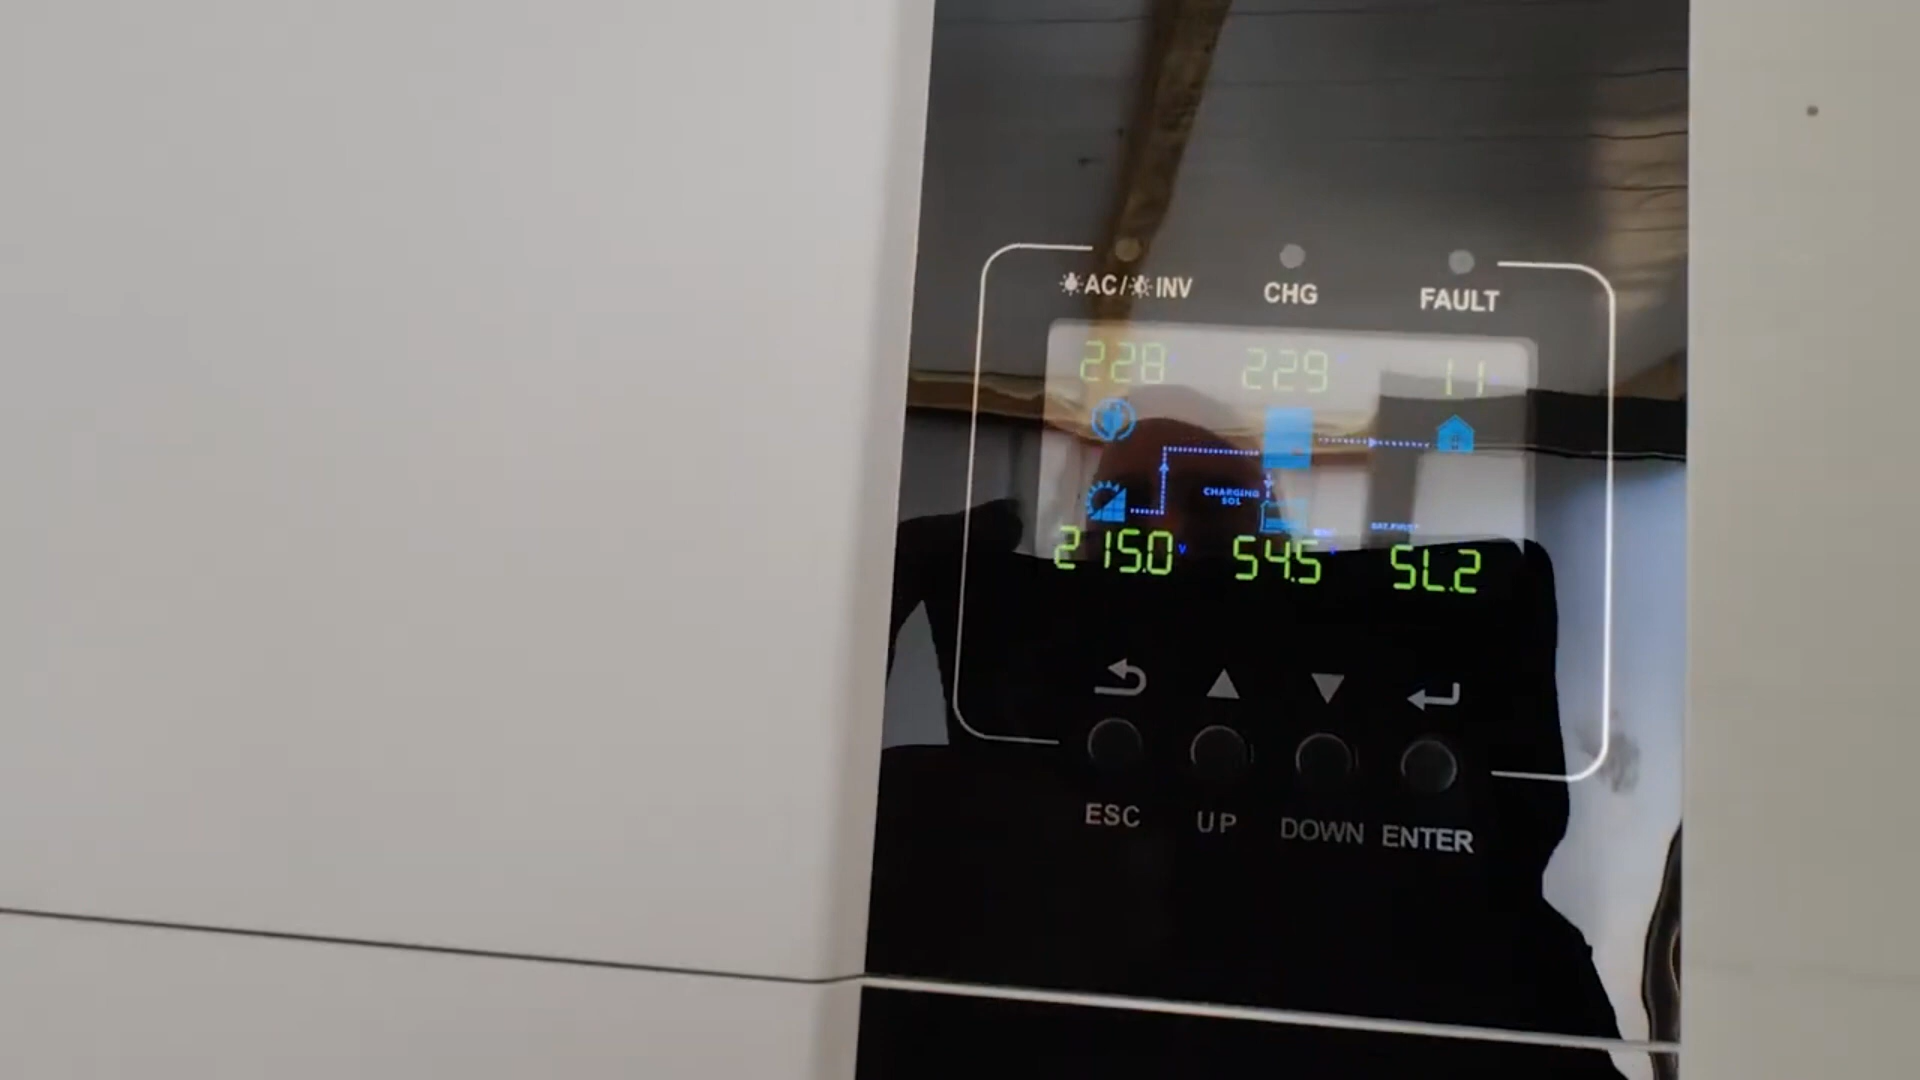 AC/ INV CHG FAULT
228 229 11
CHARGING
SOL
215.0 V 54.5 SL.2
ESC UP DOWN ENTER